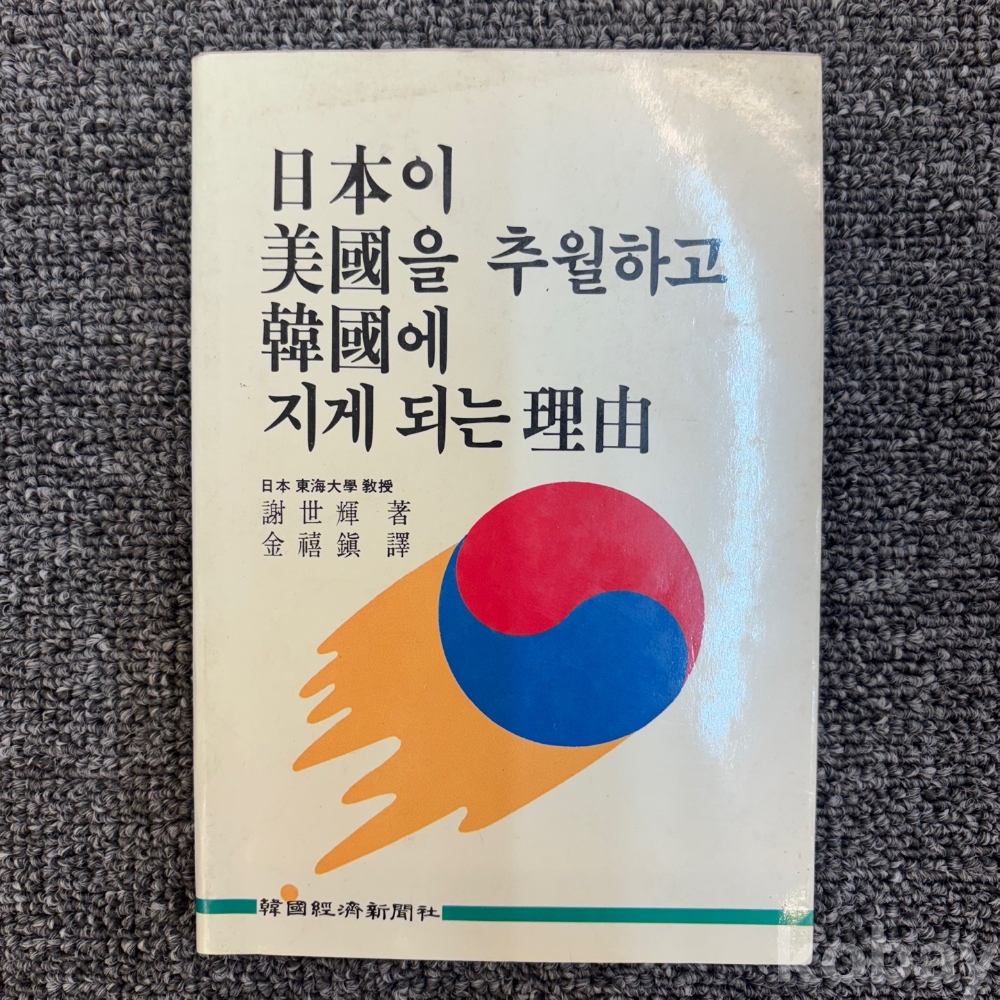 日本이
美國을 추월하고
韓國에
지게 되는 理由
日本 東海大學 敎授
謝世輝 著
金禧鎭 譯
韓國經濟新聞社
kobay